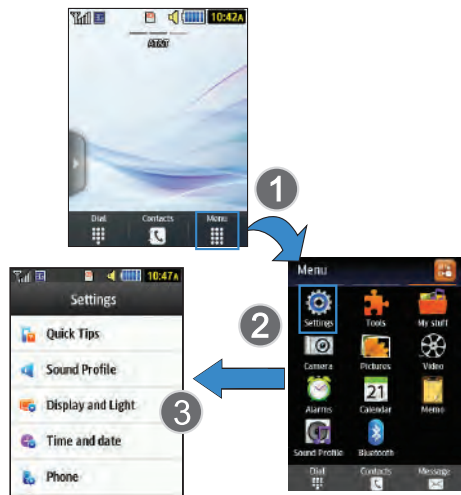 10:42A
AT&T
Dial Contacts Menu
1
Menu
Settings Tools My stuff
Camera Pictures Video
21
Alarms Calendar Memo
Sound Profile Bluetooth
Dial Contacts Message
2
10:47A
Settings
Quick Tips
Sound Profile
Display and Light
Time and date
Phone
3